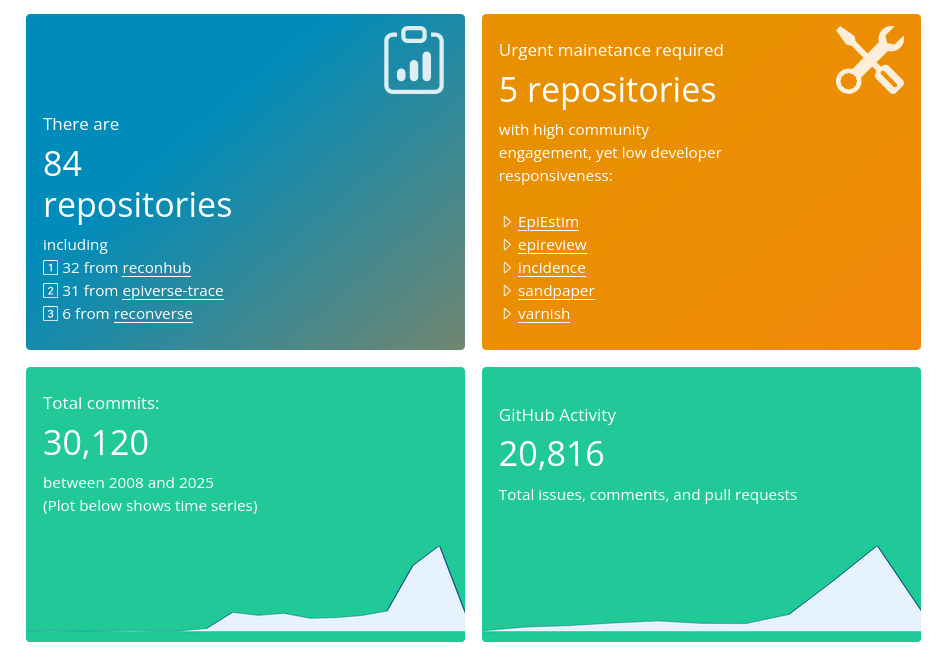 There are
84
repositories
including
1 32 from reconhub
2 31 from epiverse-trace
3 6 from reconverse
Urgent mainetance required
5 repositories
with high community
engagement, yet low developer
responsiveness:
EpiEstim
epireview
incidence
sandpaper
varnish
Total commits:
30,120
between 2008 and 2025
(Plot below shows time series)
GitHub Activity
20,816
Total issues, comments, and pull requests